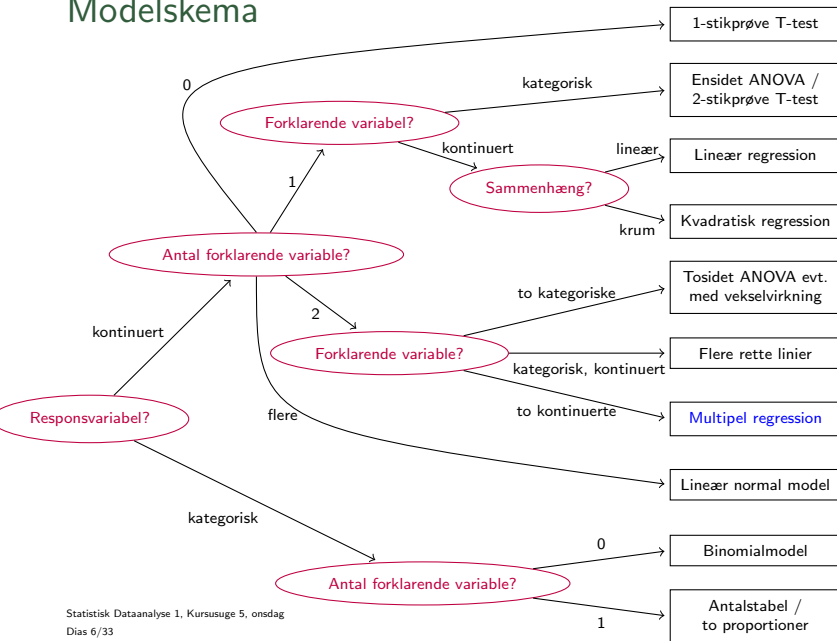 Modelskema
1-stikprøve T-test
0
kategorisk
Ensidet ANOVA /
2-stikprøve T-test
Forklarende variabel?
kontinuert
lineær
Lineær regression
1
Sammenhæng?
krum
Kvadratisk regression
Antal forklarende variable?
Tosidet ANOVA evt.
med vekselvirkning
to kategoriske
2
kontinuert
Forklarende variable?
Flere rette linier
kategorisk, kontinuert
to kontinuerte
flere
Responsvariabel?
Multipel regression
Lineær normal model
kategorisk
0
Binomialmodel
Antal forklarende variable?
1
Antalstabel /
to proportioner
Statistisk Dataanalyse 1, Kursusuge 5, onsdag
Dias 6/33